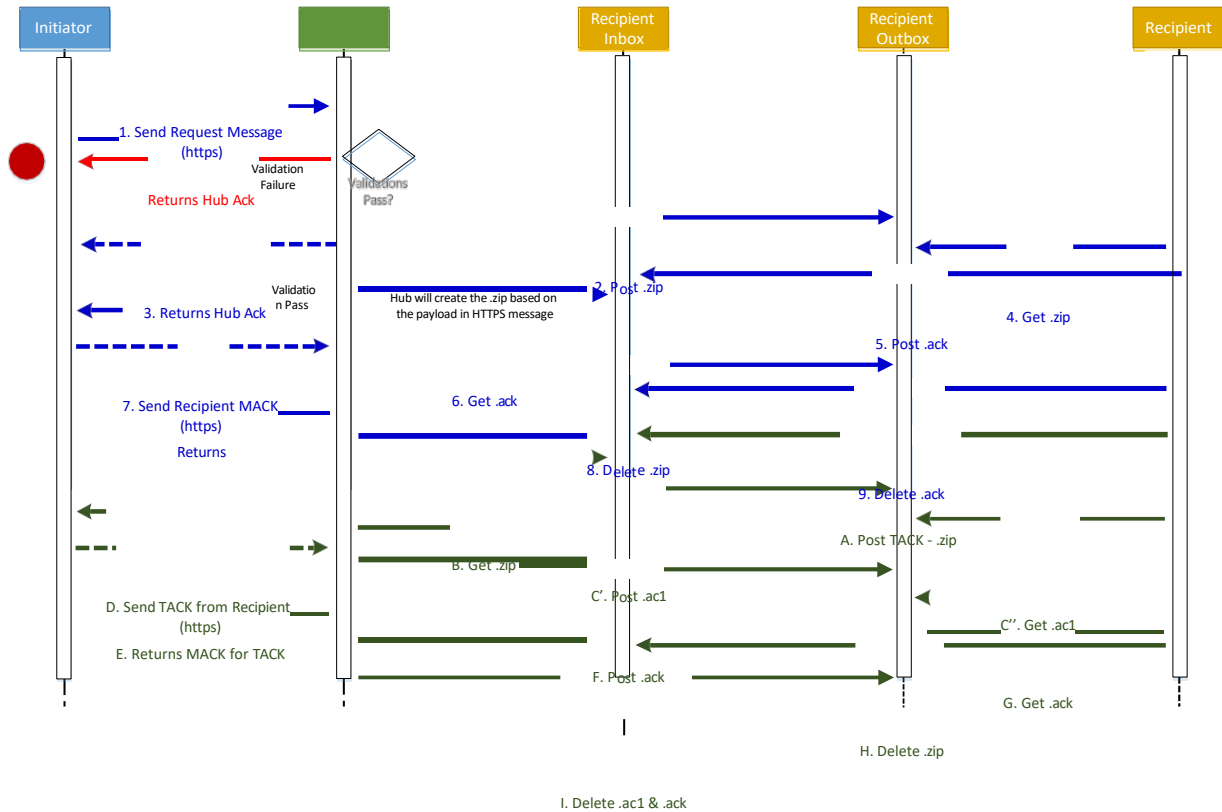 Initiator
Recipient
Inbox
Recipient
Outbox
Recipient
1. Send Request Message
(https)
Validation
Failure
Validations
Pass?
Returns Hub Ack
Validatio
n Pass
2. Post .zip
Hub will create the .zip based on
the payload in HTTPS message
3. Returns Hub Ack
4. Get .zip
5. Post .ack
6. Get .ack
7. Send Recipient MACK
(https)
Returns
8. Delete .zip
9. Delete .ack
A. Post TACK - .zip
B. Get .zip
C'. Post .ac1
D. Send TACK from Recipient
(https)
C''. Get .ac1
E. Returns MACK for TACK
F. Post .ack
G. Get .ack
H. Delete .zip
I. Delete .ac1 & .ack